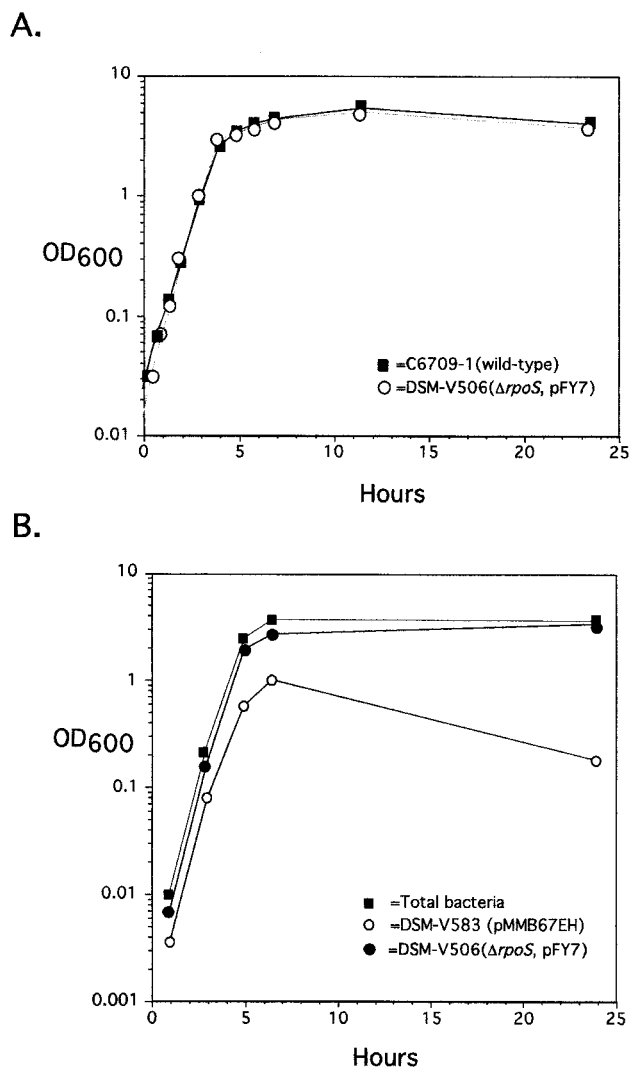 A.
10
1
OD600
0.1
0.01
■ =C6709-1(wild-type)
○ =DSM-V506(ΔrpoS, pFY7)
0 5 10 15 20 25
Hours
B.
10
1
OD600
0.1
0.01
0.001
■ =Total bacteria
○ =DSM-V583 (pMMB67EH)
● =DSM-V506(ΔrpoS, pFY7)
0 5 10 15 20 25
Hours